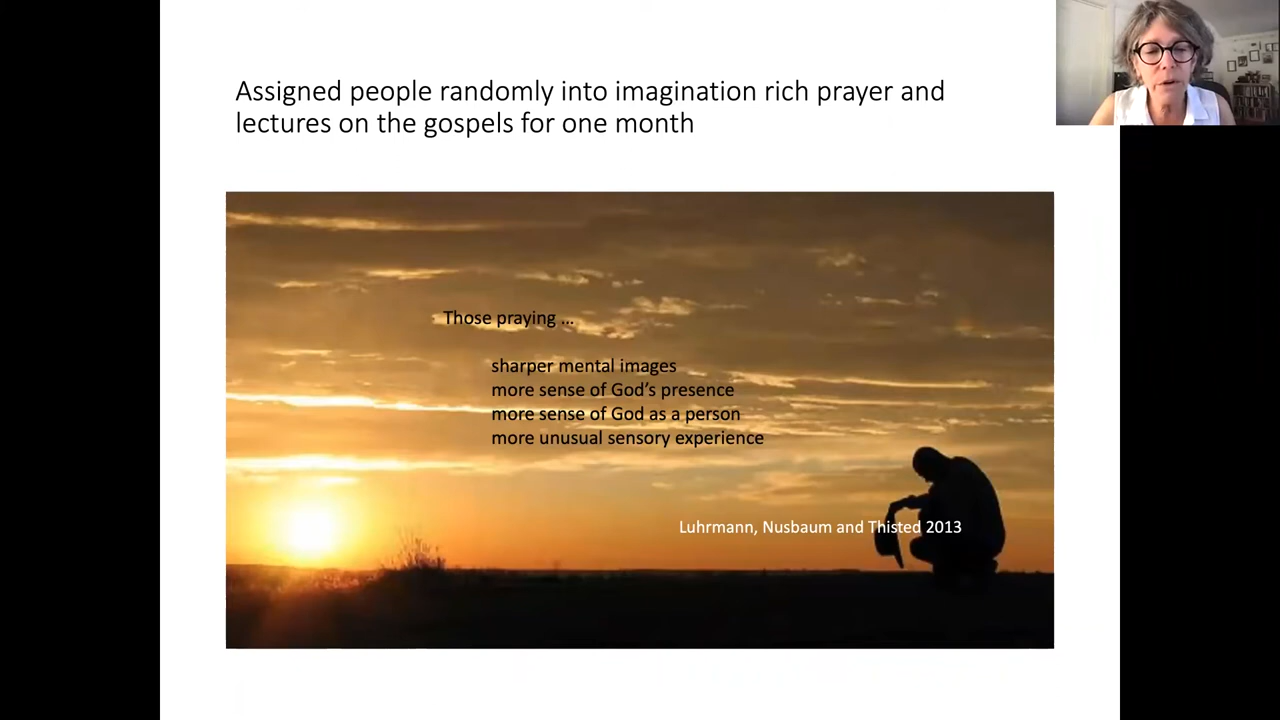 Assigned people randomly into imagination rich prayer and
lectures on the gospels for one month
Those praying …
sharper mental images
more sense of God’s presence
more sense of God as a person
more unusual sensory experience
Luhrmann, Nusbaum and Thisted 2013